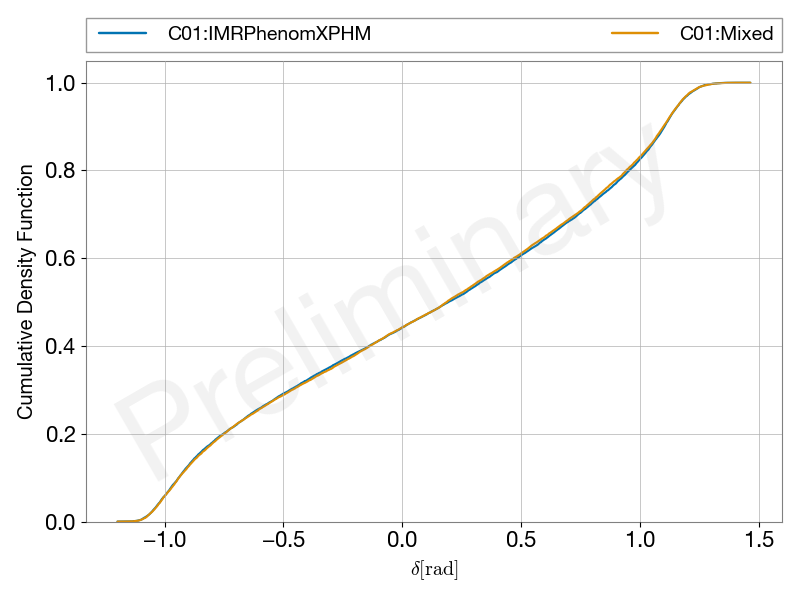 C01:IMRPhenomXPHM C01:Mixed
1.0
0.8
0.6
0.4
0.2
0.0
Cumulative Density Function
Preliminary
−1.0 −0.5 0.0 0.5 1.0 1.5
δ[rad]